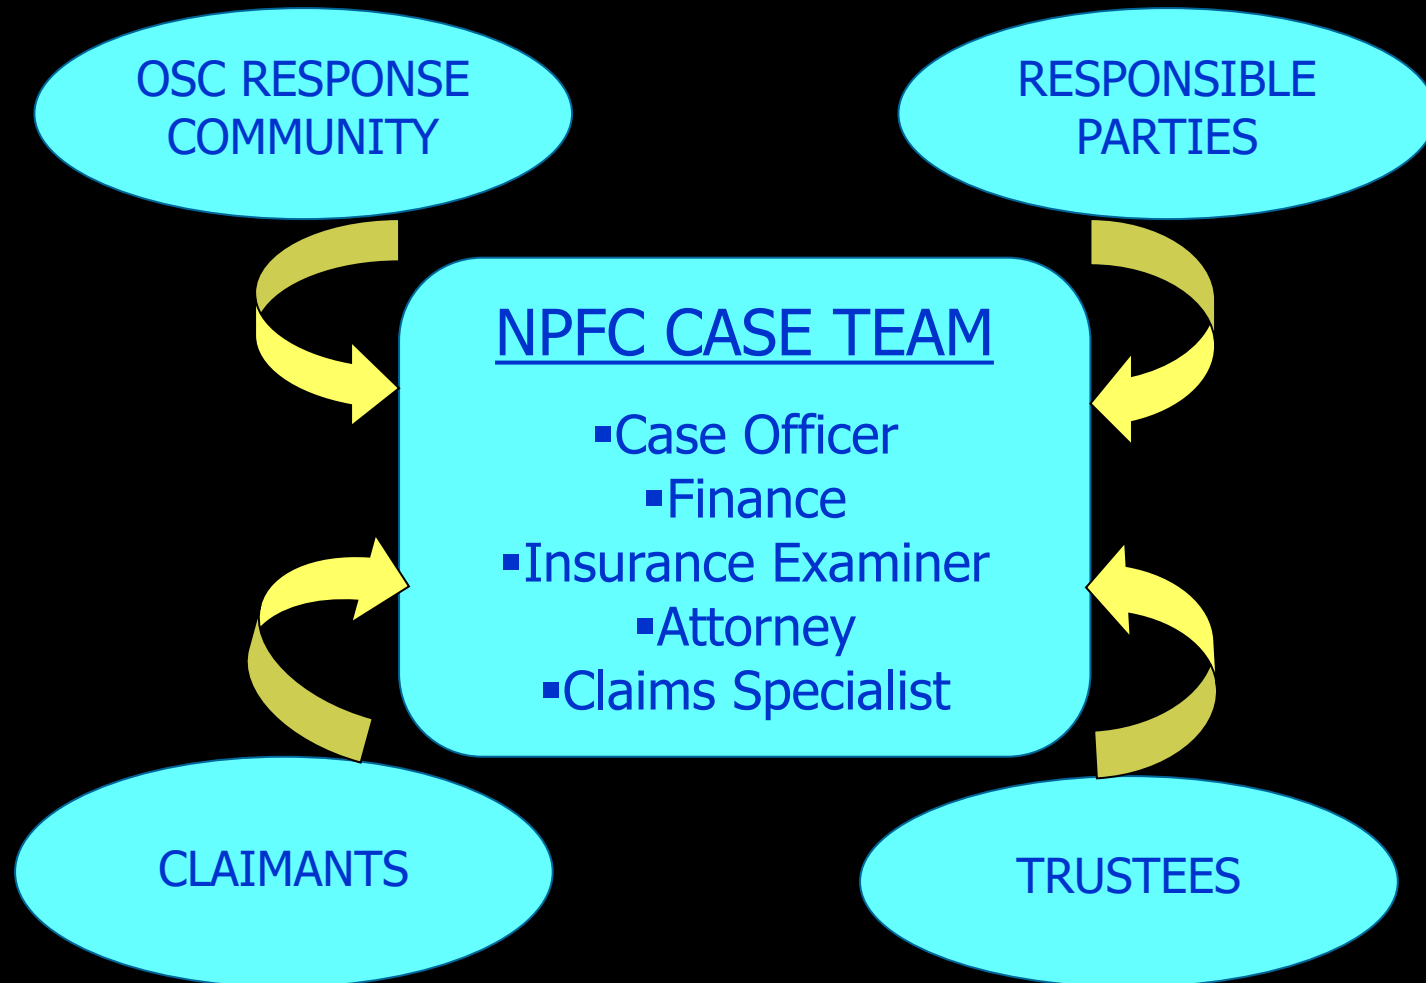 OSC RESPONSE
COMMUNITY
RESPONSIBLE
PARTIES
NPFC CASE TEAM
▪Case Officer
▪Finance
▪Insurance Examiner
▪Attorney
▪Claims Specialist
CLAIMANTS
TRUSTEES